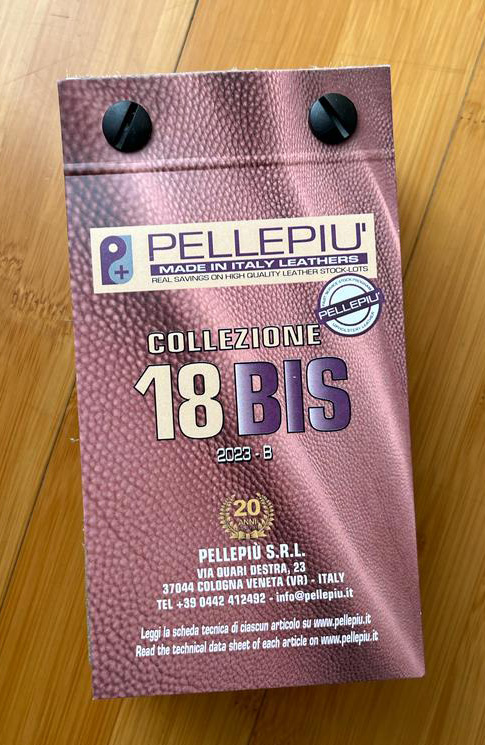 PELLEPIU'
MADE IN ITALY LEATHERS
REAL SAVINGS ON HIGH QUALITY LEATHER STOCK-LOTS
PELLEPIU'
COLLEZIONE
18 BIS
2023 - B
20
ANNI
PELLEPIÙ S.R.L.
VIA QUARI DESTRA, 23
37044 COLOGNA VENETA (VR) - ITALY
TEL +39 0442 412492 - info@pellepiu.it
Leggi la scheda tecnica di ciascun articolo su www.pellepiu.it
Read the technical data sheet of each article on www.pellepiu.it